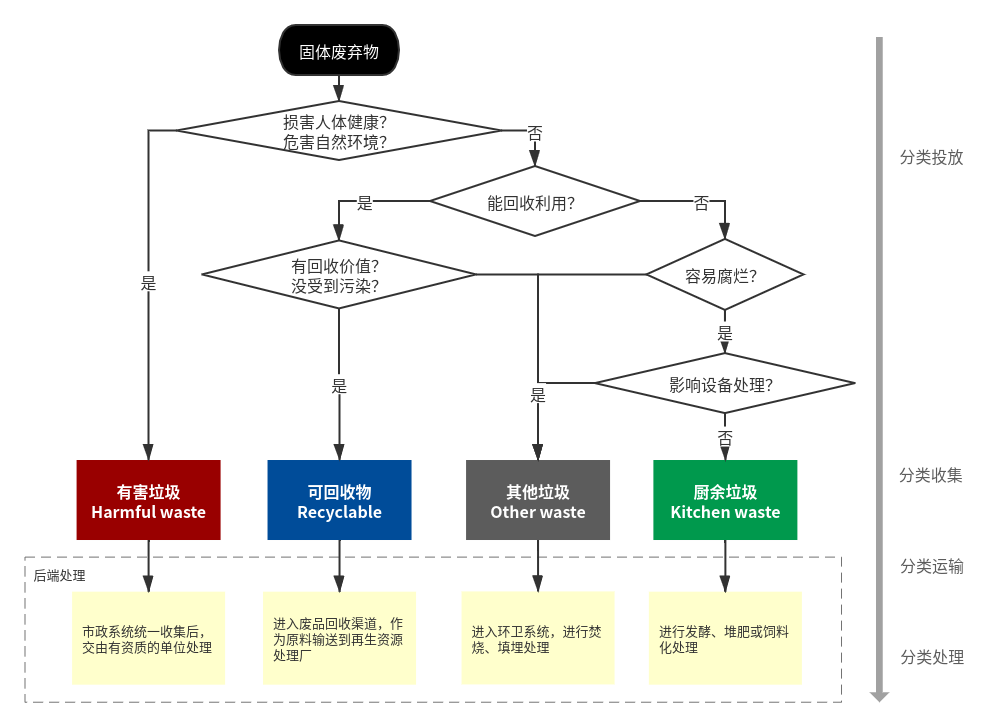 固体废弃物
损害人体健康?
危害自然环境?
否
分类投放
是
能回收利用?
否
有回收价值?
没受到污染?
容易腐烂?
是
是
影响设备处理?
是
是
否
分类收集
有害垃圾
Harmful waste
可回收物
Recyclable
其他垃圾
Other waste
厨余垃圾
Kitchen waste
分类运输
后端处理
市政系统统一收集后，
交由有资质的单位处理
进入废品回收渠道，作
为原料输送到再生资源
处理厂
进入环卫系统，进行焚
烧、填埋处理
进行发酵、堆肥或饲料
化处理
分类处理